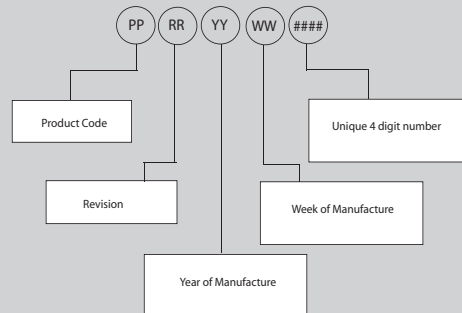 PP RR YY WW ####
Product Code
Unique 4 digit number
Revision
Week of Manufacture
Year of Manufacture